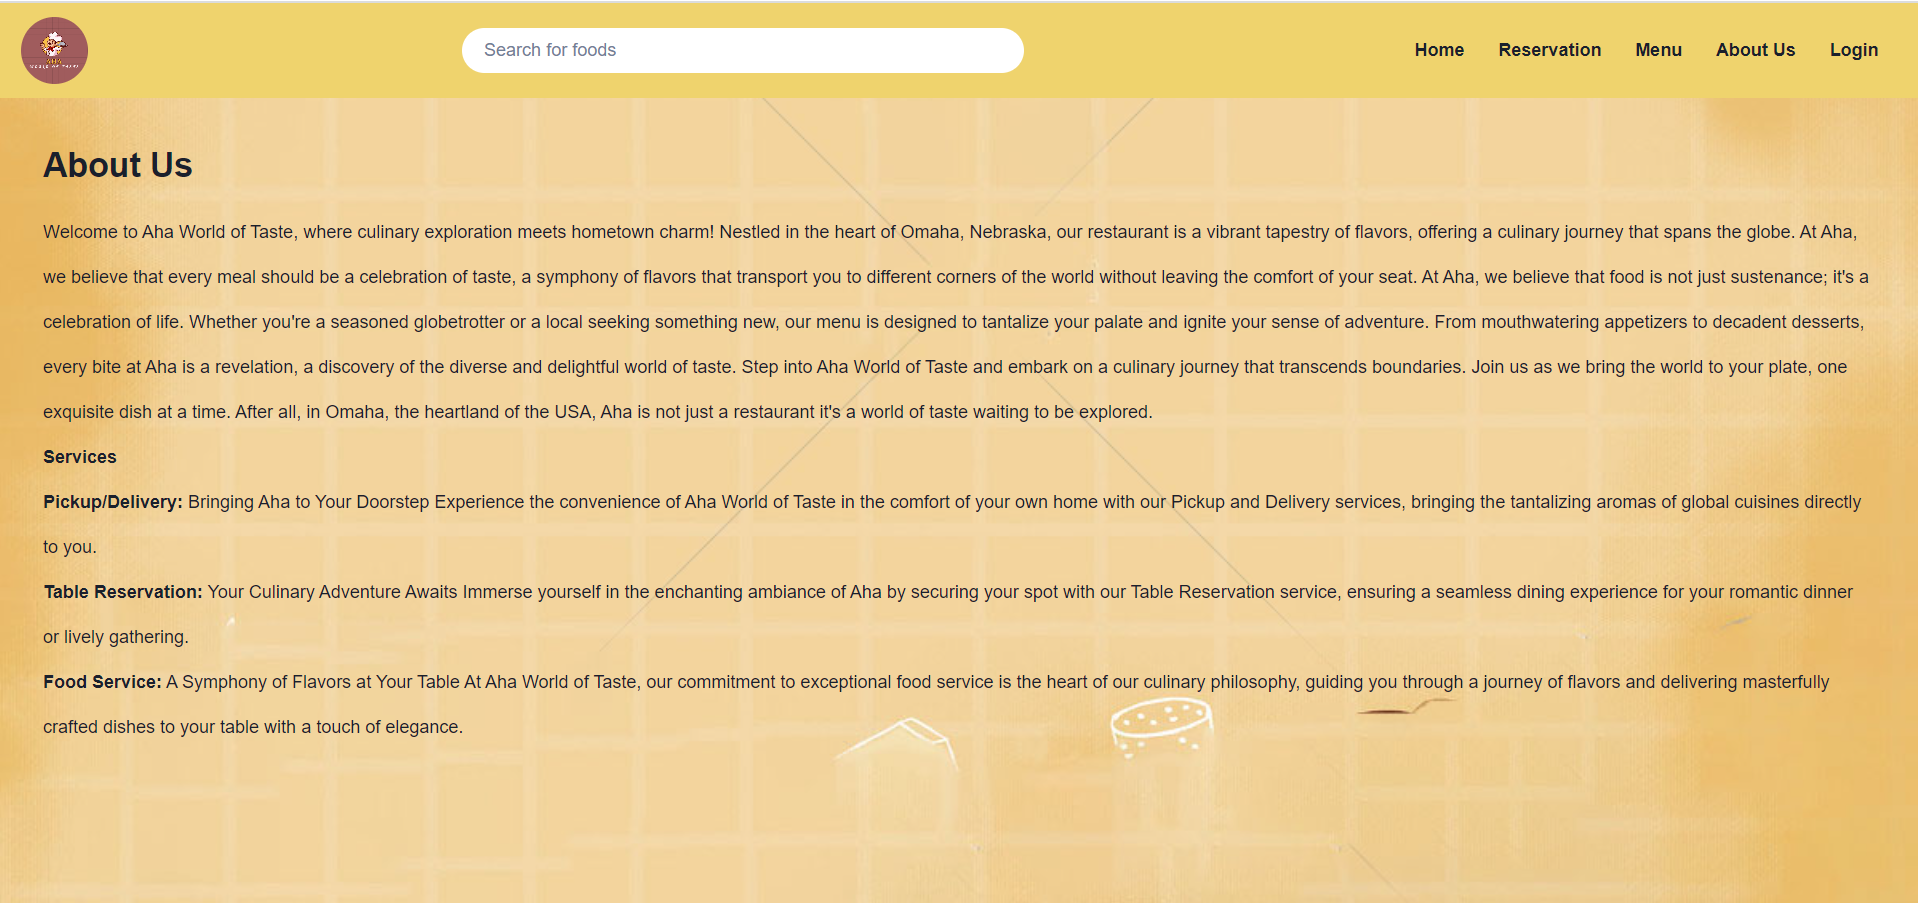 AHA
WORLD OF TASTE
Search for foods
Home
Reservation
Menu
About Us
Login
About Us
Welcome to Aha World of Taste, where culinary exploration meets hometown charm! Nestled in the heart of Omaha, Nebraska, our restaurant is a vibrant tapestry of flavors, offering a culinary journey that spans the globe. At Aha,
we believe that every meal should be a celebration of taste, a symphony of flavors that transport you to different corners of the world without leaving the comfort of your seat. At Aha, we believe that food is not just sustenance; it's a
celebration of life. Whether you're a seasoned globetrotter or a local seeking something new, our menu is designed to tantalize your palate and ignite your sense of adventure. From mouthwatering appetizers to decadent desserts,
every bite at Aha is a revelation, a discovery of the diverse and delightful world of taste. Step into Aha World of Taste and embark on a culinary journey that transcends boundaries. Join us as we bring the world to your plate, one
exquisite dish at a time. After all, in Omaha, the heartland of the USA, Aha is not just a restaurant it's a world of taste waiting to be explored.
Services
Pickup/Delivery: Bringing Aha to Your Doorstep Experience the convenience of Aha World of Taste in the comfort of your own home with our Pickup and Delivery services, bringing the tantalizing aromas of global cuisines directly
to you.
Table Reservation: Your Culinary Adventure Awaits Immerse yourself in the enchanting ambiance of Aha by securing your spot with our Table Reservation service, ensuring a seamless dining experience for your romantic dinner
or lively gathering.
Food Service: A Symphony of Flavors at Your Table At Aha World of Taste, our commitment to exceptional food service is the heart of our culinary philosophy, guiding you through a journey of flavors and delivering masterfully
crafted dishes to your table with a touch of elegance.